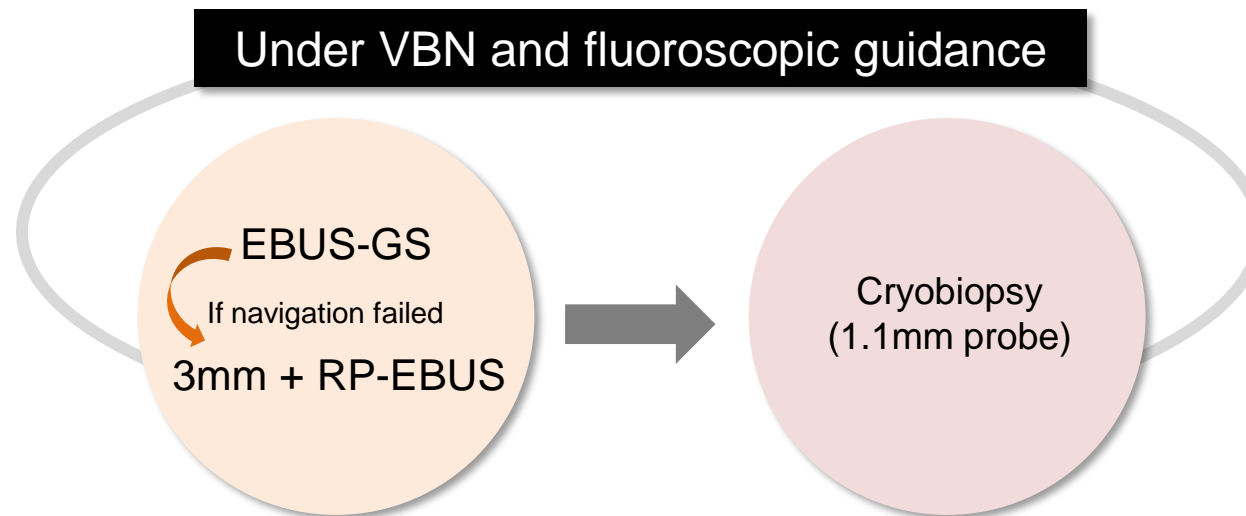 Under VBN and fluoroscopic guidance
EBUS-GS
If navigation failed
3mm + RP-EBUS
Cryobiopsy
(1.1mm probe)